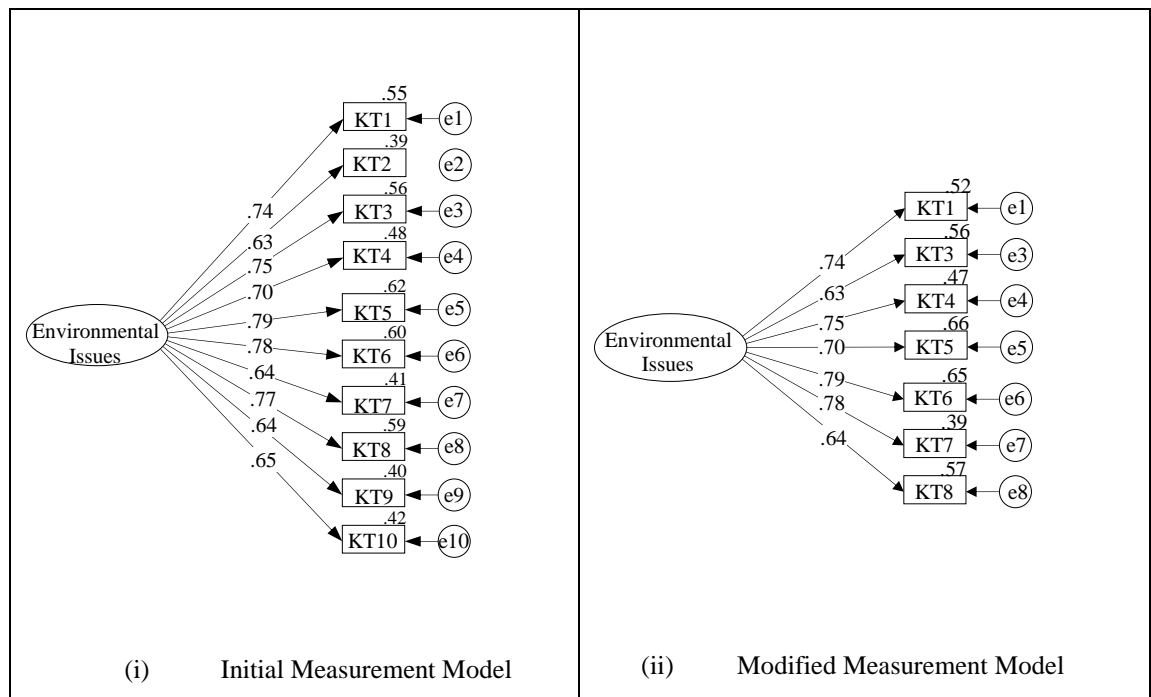 .55
KT1
e1
.39
KT2
e2
.56
KT3
e3
.48
KT4
e4
.62
KT5
e5
.60
KT6
e6
.41
KT7
e7
.59
KT8
e8
.40
KT9
e9
.42
KT10
e10
.74
.63
.75
.70
.79
.78
.64
.77
.64
.65
Environmental
Issues
(i) Initial Measurement Model
.52
KT1
e1
.56
KT3
e3
.47
KT4
e4
.66
KT5
e5
.65
KT6
e6
.39
KT7
e7
.57
KT8
e8
.74
.63
.75
.70
.79
.78
.64
Environmental
Issues
(ii) Modified Measurement Model